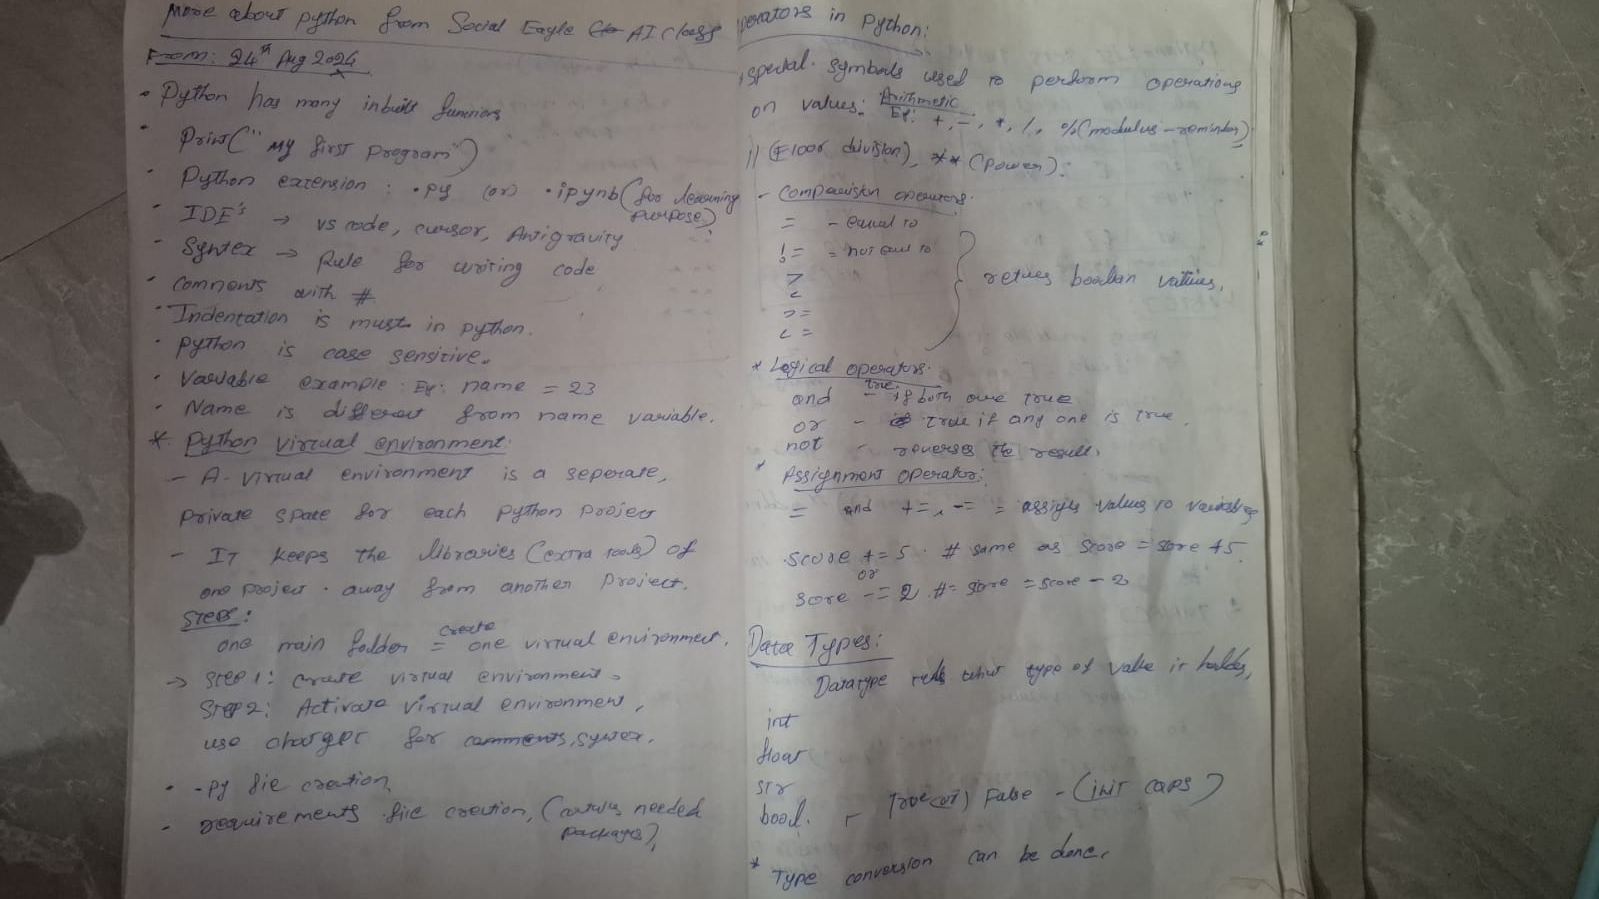 More about python from Social Eagle AI Class
From: 24th Aug 2024
• Python has many inbuilt functions
• Print("My first program")
• Python extension: .py (or) .ipynb (for learning purpose)
• IDE's → vs code, cursor, Antigravity
• Syntex → Rule for writing code
• comments with #
• Indentation is must in python.
• python is case sensitive.
• Variable example: Eg: name = 23
• Name is different from name variable.
* Python virtual environment:
- A virtual environment is a seperate,
private space for each python project
- IT keeps the libraries (extra tools) of
one project. away from another project.
STEPS:
one main folder = create one virtual environment.
→ STEP 1: create virtual environment.
STEP 2: Activate virtual environment,
use chatgpt for comments, syntex.
• .py file creation
• requirements file creation, ( needed packages),
operators in python:
special symbols used to perform operations
on values: Arithmetic Eg: +, -, *, /, %(modulus - reminder)
// (Floor division), ** (power):
- comparision operators:
= - equal to
!= = not equal to
>
<
>=
<=
returns boolean values.
* Logical operators:
and - true if both are true
or - true if any one is true.
not - reverses the result.
* Assignment operator:
= and +=, -= = assigns values to variables
score += 5 . # same as score = score +5.
or
score -= 2 . # = score = score - 2
Data Types:
Datatype tells what type of value it holdes,
int
float
str
bool. - True (or) False - (init caps)
* Type conversion can be done.